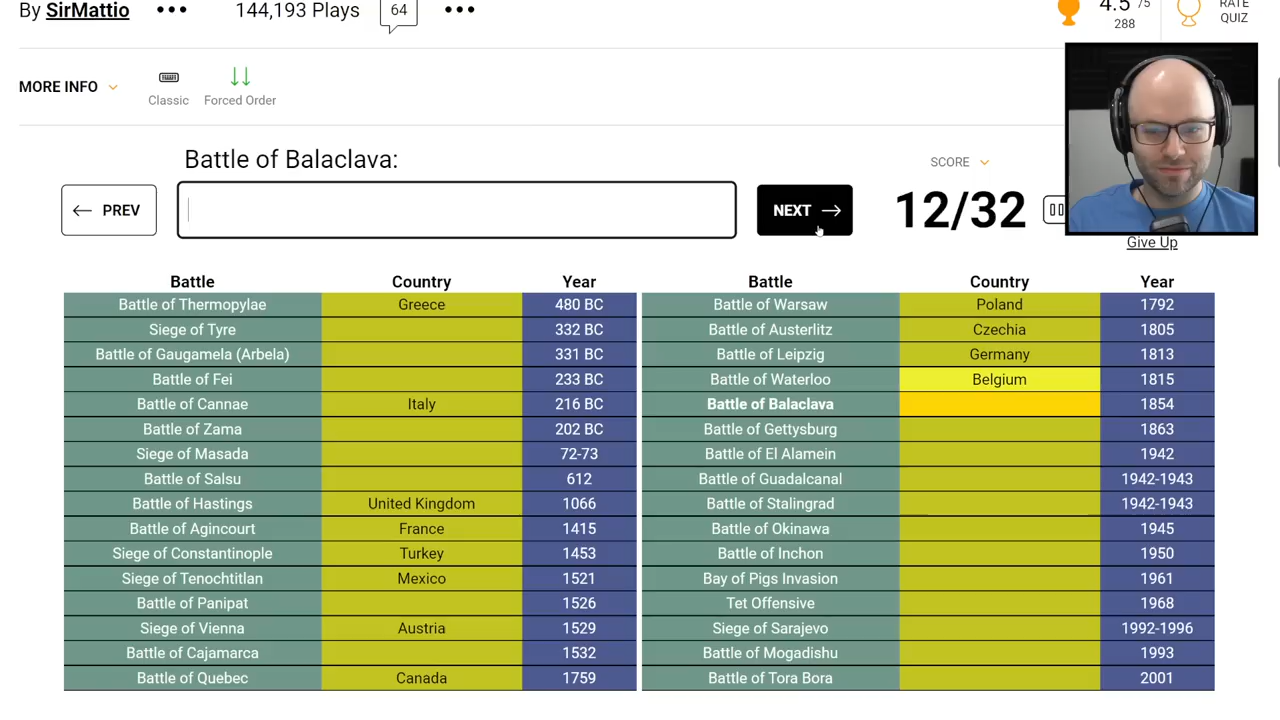 By SirMattio ••• 144,193 Plays 64 ••• 4.5 /5 288 RATE QUIZ
MORE INFO Classic Forced Order
Battle of Balaclava:
SCORE
← PREV NEXT → 12/32
Give Up
Battle Country Year Battle Country Year
Battle of Thermopylae Greece 480 BC Battle of Warsaw Poland 1792
Siege of Tyre 332 BC Battle of Austerlitz Czechia 1805
Battle of Gaugamela (Arbela) 331 BC Battle of Leipzig Germany 1813
Battle of Fei 233 BC Battle of Waterloo Belgium 1815
Battle of Cannae Italy 216 BC Battle of Balaclava 1854
Battle of Zama 202 BC Battle of Gettysburg 1863
Siege of Masada 72-73 Battle of El Alamein 1942
Battle of Salsu 612 Battle of Guadalcanal 1942-1943
Battle of Hastings United Kingdom 1066 Battle of Stalingrad 1942-1943
Battle of Agincourt France 1415 Battle of Okinawa 1945
Siege of Constantinople Turkey 1453 Battle of Inchon 1950
Siege of Tenochtitlan Mexico 1521 Bay of Pigs Invasion 1961
Battle of Panipat 1526 Tet Offensive 1968
Siege of Vienna Austria 1529 Siege of Sarajevo 1992-1996
Battle of Cajamarca 1532 Battle of Mogadishu 1993
Battle of Quebec Canada 1759 Battle of Tora Bora 2001